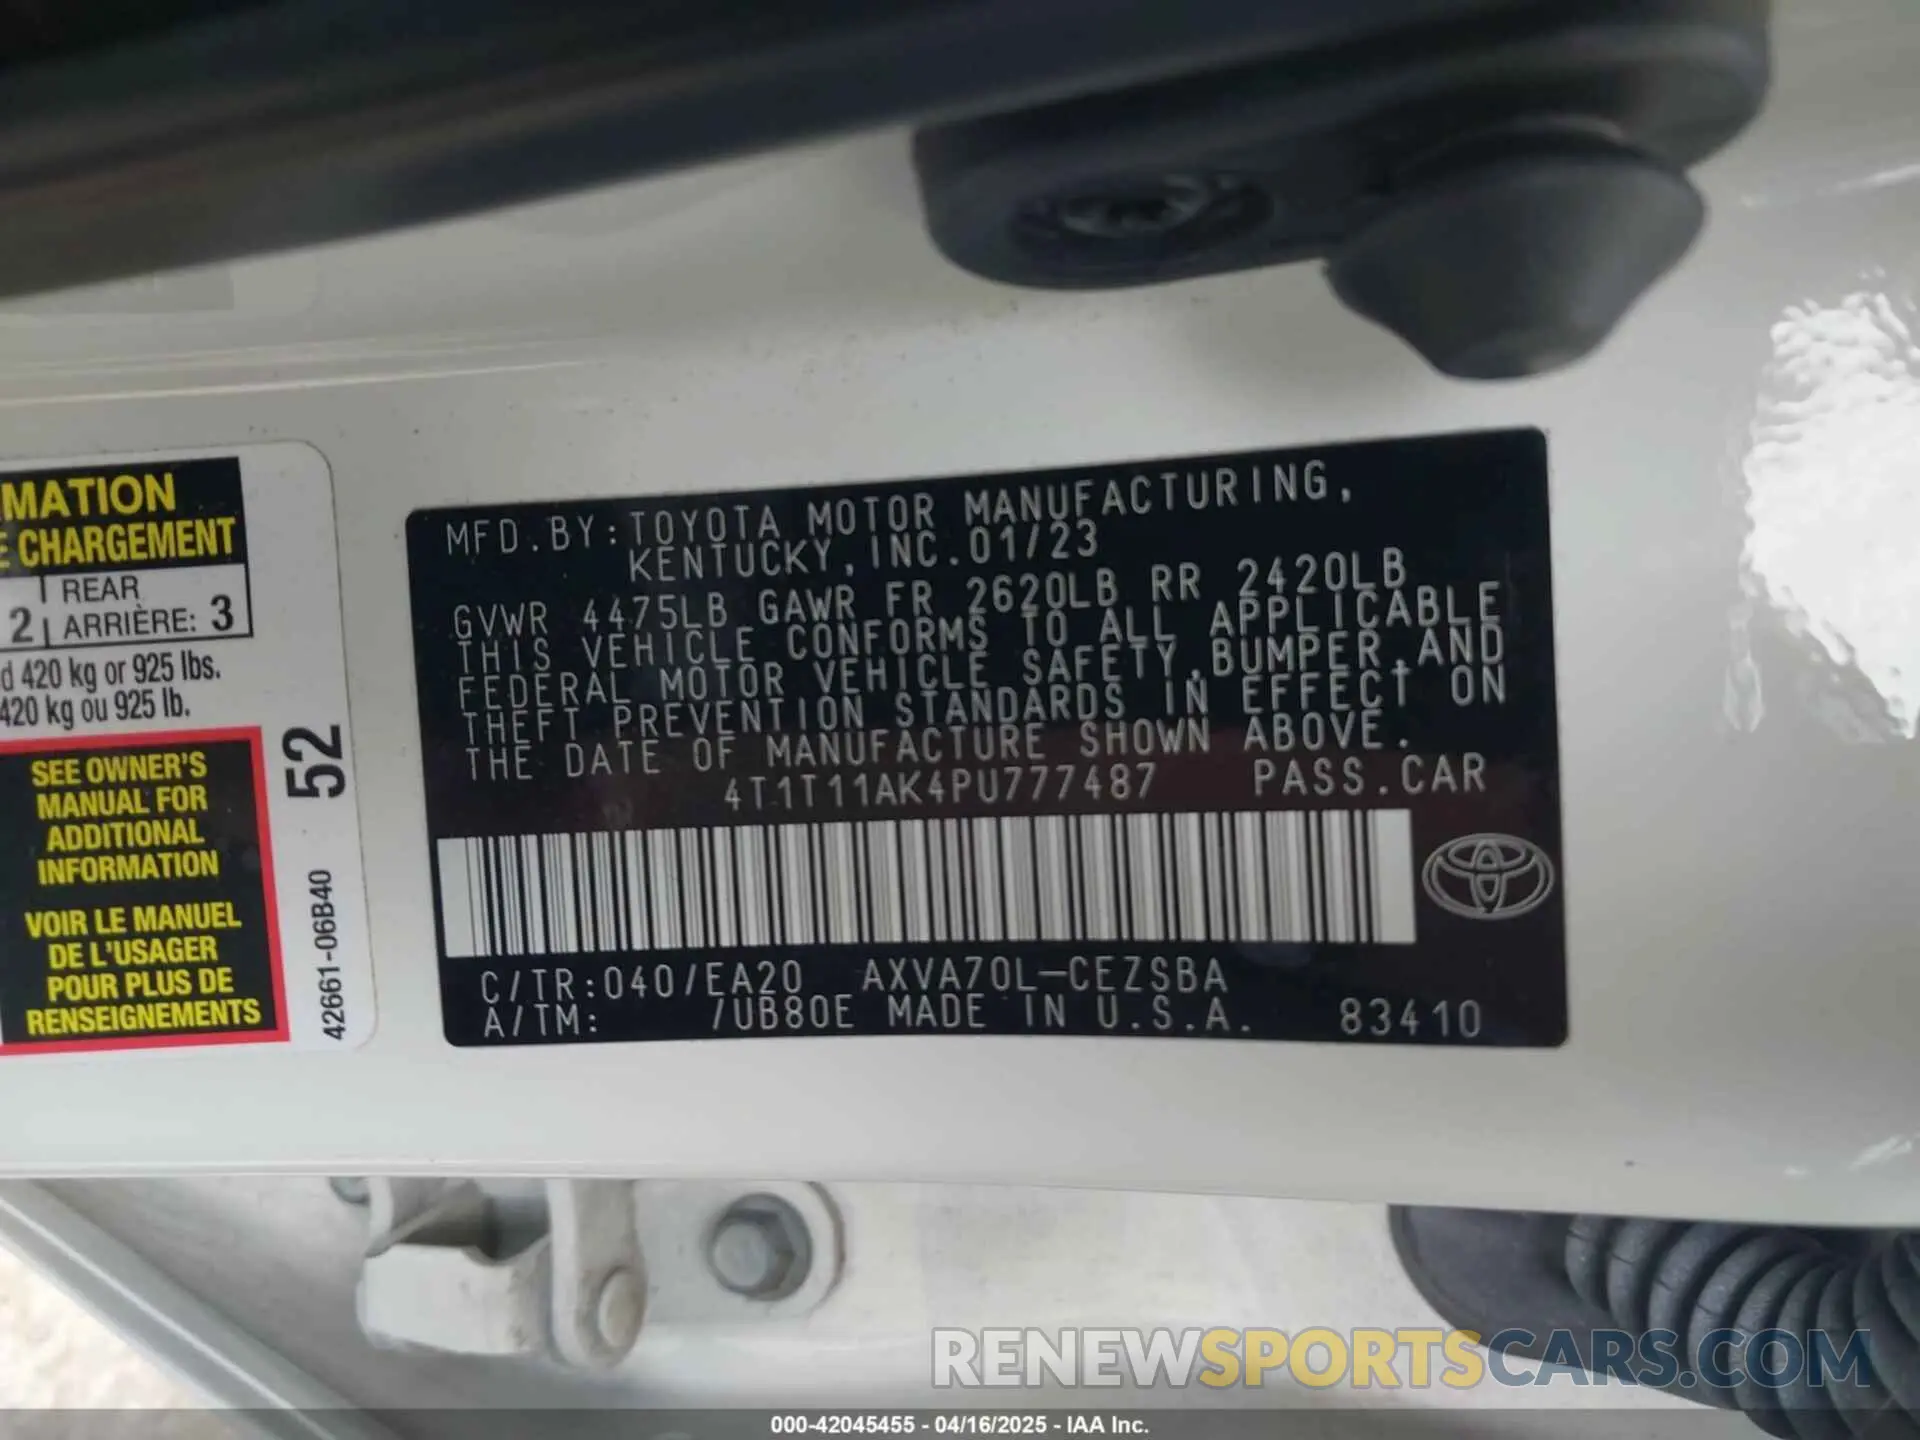 MATION
E CHARGEMENT
REAR
2 ARRIÈRE: 3
d 420 kg or 925 lbs.
420 kg ou 925 lb.
SEE OWNER'S
MANUAL FOR
ADDITIONAL
INFORMATION
VOIR LE MANUEL
DE L'USAGER
POUR PLUS DE
RENSEIGNEMENTS
52
42661-06B40
MFD.BY:TOYOTA MOTOR MANUFACTURING,
KENTUCKY,INC.01/23
GVWR 4475LB GAWR FR 2620LB RR 2420LB
THIS VEHICLE CONFORMS TO ALL APPLICABLE
FEDERAL MOTOR VEHICLE SAFETY,BUMPER,AND
THEFT PREVENTION STANDARDS IN EFFECT ON
THE DATE OF MANUFACTURE SHOWN ABOVE.
4T1T11AK4PU777487 PASS.CAR
C/TR:040/EA20 AXVA70L-CEZSBA
A/TM: /UB80E MADE IN U.S.A. 83410
RENEWSPORTSCARS.COM
000-42045455 - 04/16/2025 - IAA Inc.